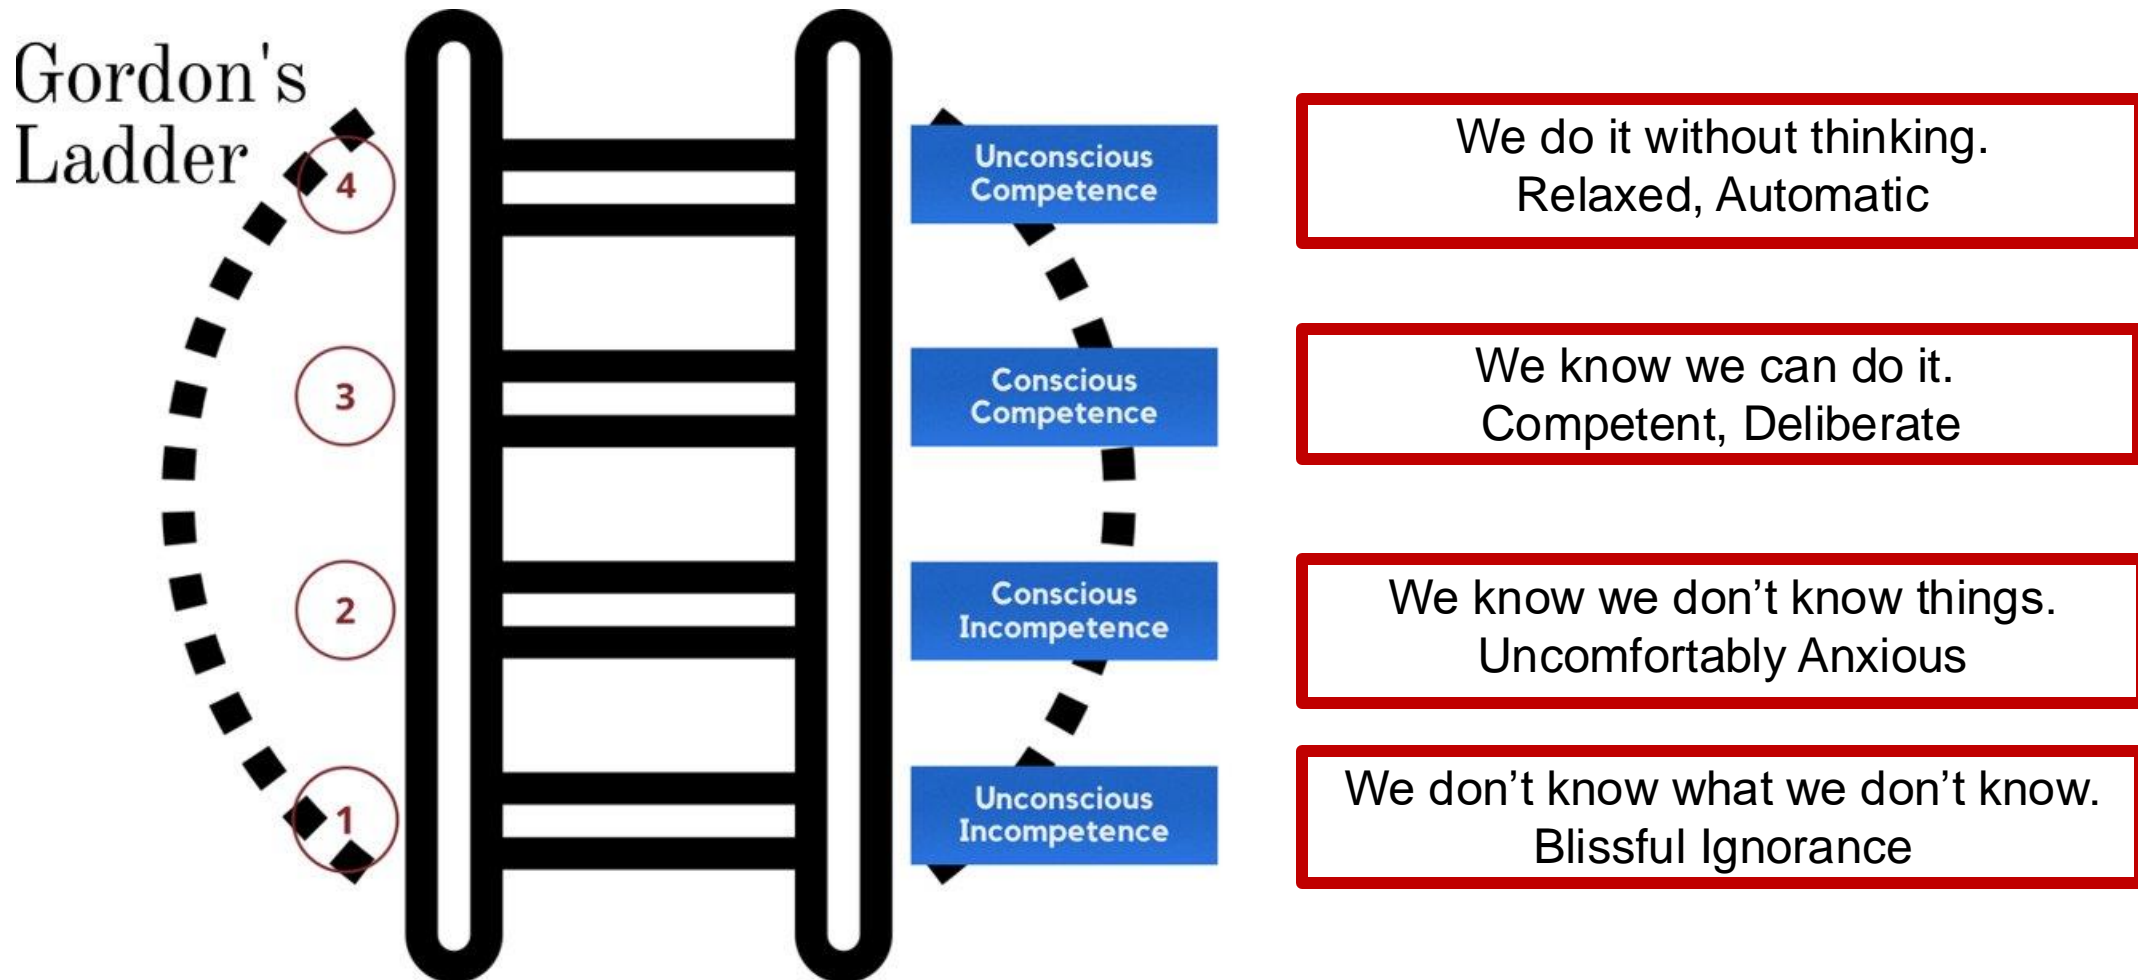 Gordon's
Ladder
4
Unconscious
Competence
We do it without thinking.
Relaxed, Automatic
3
Conscious
Competence
We know we can do it.
Competent, Deliberate
2
Conscious
Incompetence
We know we don’t know things.
Uncomfortably Anxious
1
Unconscious
Incompetence
We don’t know what we don’t know.
Blissful Ignorance